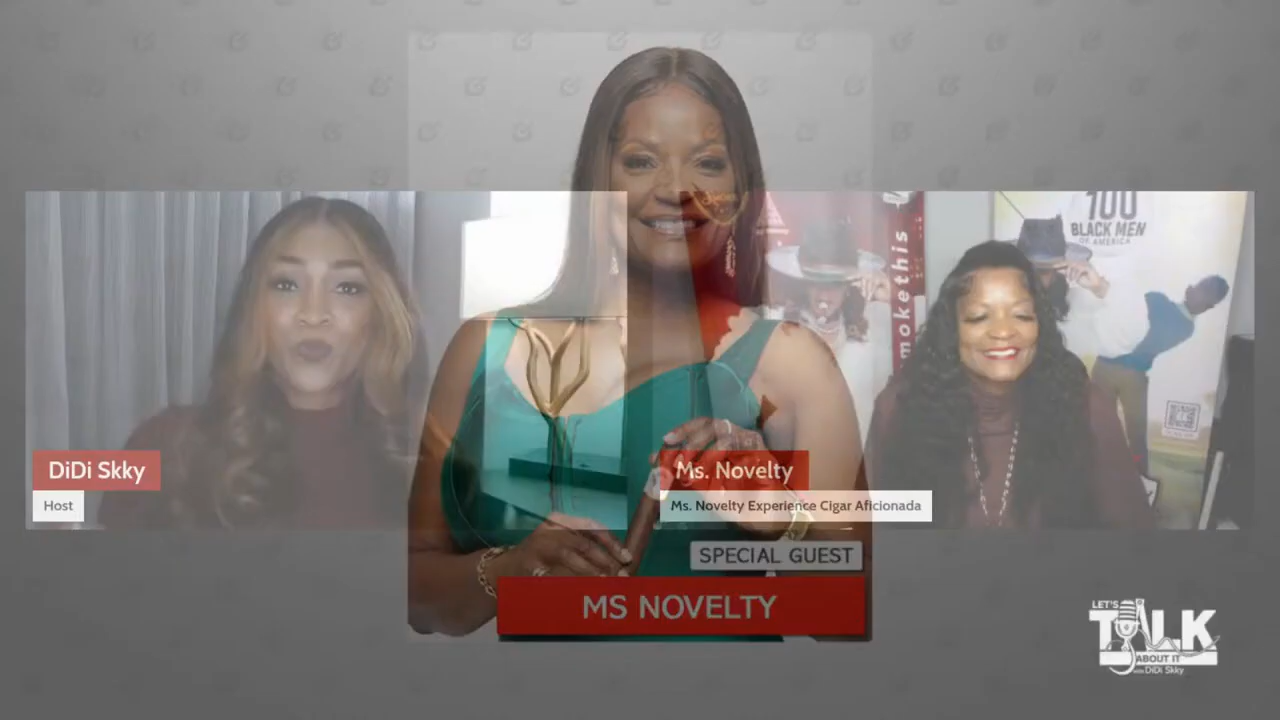 100
BLACK MEN
OF AMERICA
mokethis
DiDi Skky
Host
Ms. Novelty
Ms. Novelty Experience Cigar Aficionada
SPECIAL GUEST
MS NOVELTY
LET'S
TALK
ABOUT IT
with DiDi Skky